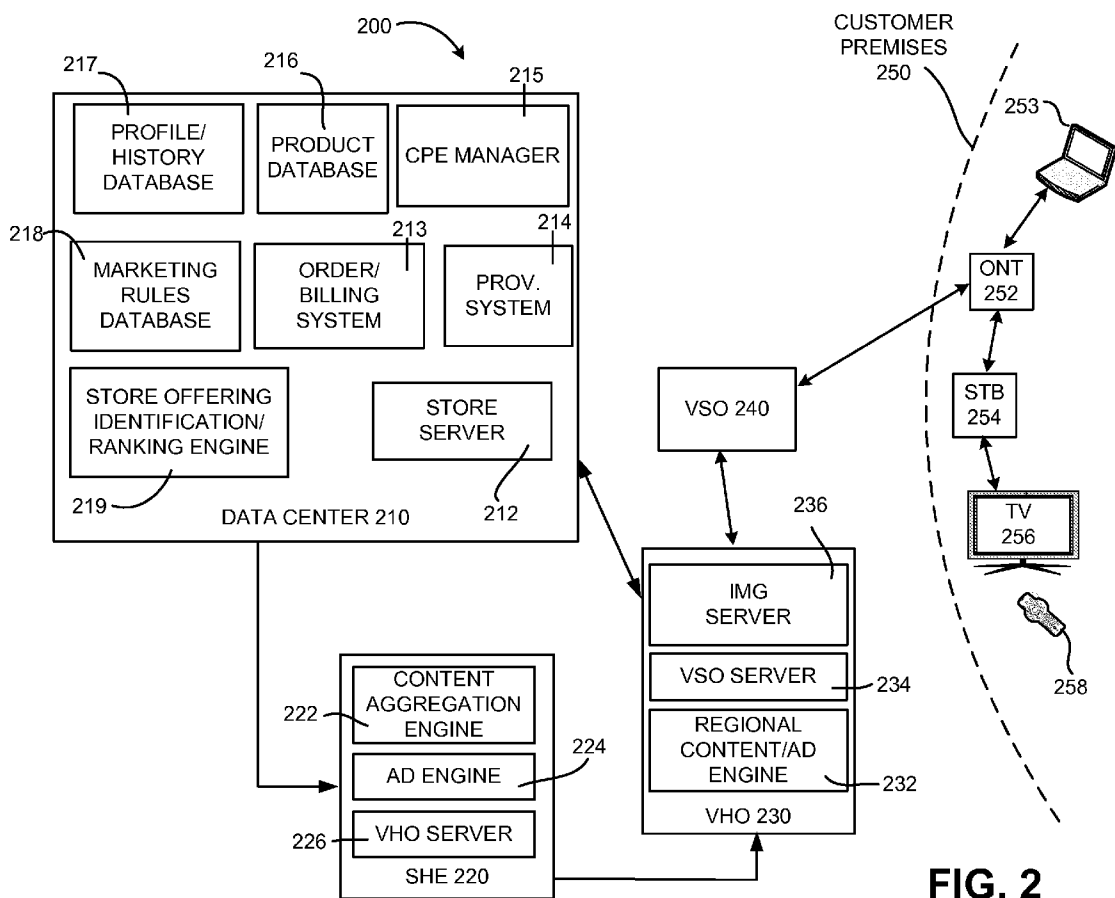 200
CUSTOMER
PREMISES
250
217
216
215
253
PROFILE/
HISTORY
DATABASE
PRODUCT
DATABASE
CPE MANAGER
218
213
214
MARKETING
RULES
DATABASE
ORDER/
BILLING
SYSTEM
PROV.
SYSTEM
ONT
252
STORE OFFERING
IDENTIFICATION/
RANKING ENGINE
STORE
SERVER
VSO 240
STB
254
219
DATA CENTER 210
212
236
TV
256
IMG
SERVER
258
VSO SERVER
234
REGIONAL
CONTENT/AD
ENGINE
232
VHO 230
CONTENT
AGGREGATION
ENGINE
222
AD ENGINE
224
VHO SERVER
226
SHE 220
FIG. 2